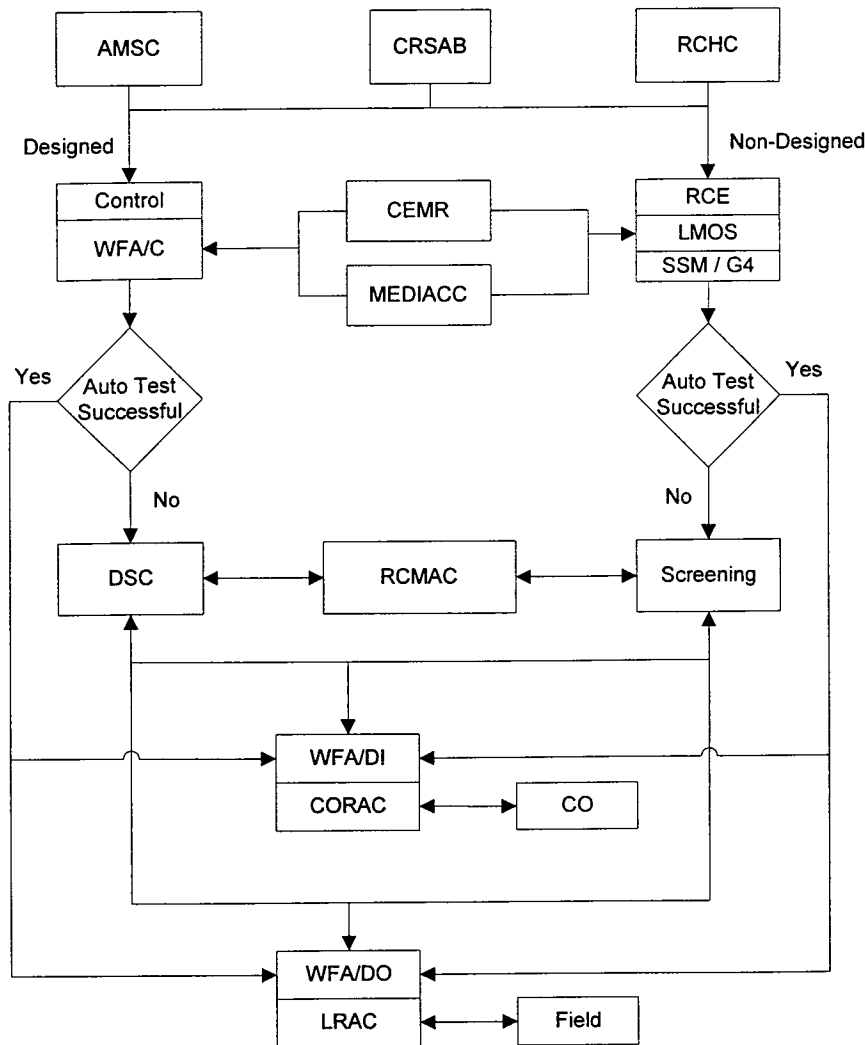 AMSC
CRSAB
RCHC
Designed
Non-Designed
Control
WFA/C
CEMR
MEDIACC
RCE
LMOS
SSM / G4
Yes
Auto Test
Successful
No
Auto Test
Successful
Yes
No
DSC
RCMAC
Screening
WFA/DI
CORAC
CO
WFA/DO
LRAC
Field